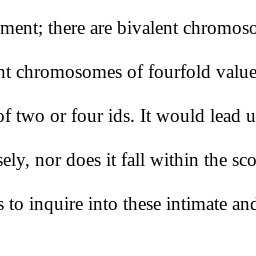 ment; there are bivalent chromoso
nt chromosomes of fourfold value
of two or four ids. It would lead u
sely, nor does it fall within the sco
s to inquire into these intimate and